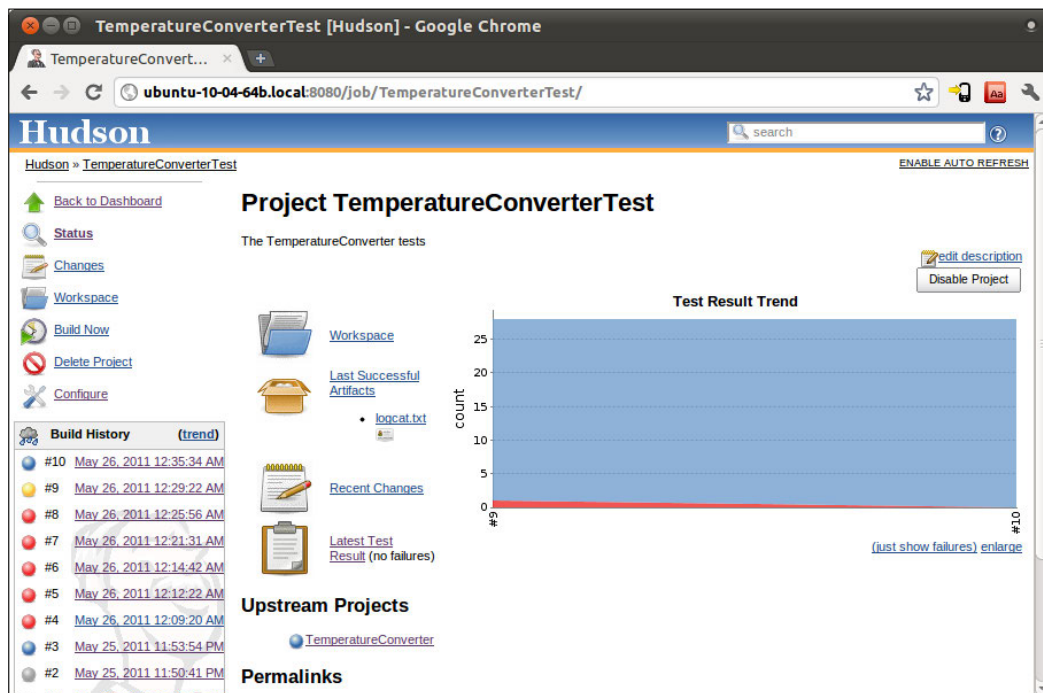 TemperatureConverterTest [Hudson] - Google Chrome
TemperatureConvert...
ubuntu-10-04-64b.local:8080/job/TemperatureConverterTest/
Aa
Hudson
search
Hudson » TemperatureConverterTest
ENABLE AUTO REFRESH
Back to Dashboard
Status
Changes
Workspace
Build Now
Delete Project
Configure
Build History (trend)
#10 May 26, 2011 12:35:34 AM
#9 May 26, 2011 12:29:22 AM
#8 May 26, 2011 12:25:56 AM
#7 May 26, 2011 12:21:31 AM
#6 May 26, 2011 12:14:42 AM
#5 May 26, 2011 12:12:22 AM
#4 May 26, 2011 12:09:20 AM
#3 May 25, 2011 11:53:54 PM
#2 May 25, 2011 11:50:41 PM
Project TemperatureConverterTest
The TemperatureConverter tests
edit description
Disable Project
Workspace
Last Successful
Artifacts
logcat.txt
Recent Changes
Latest Test
Result (no failures)
Test Result Trend
count
25
20
15
10
5
0
#9
#10
(just show failures) enlarge
Upstream Projects
TemperatureConverter
Permalinks